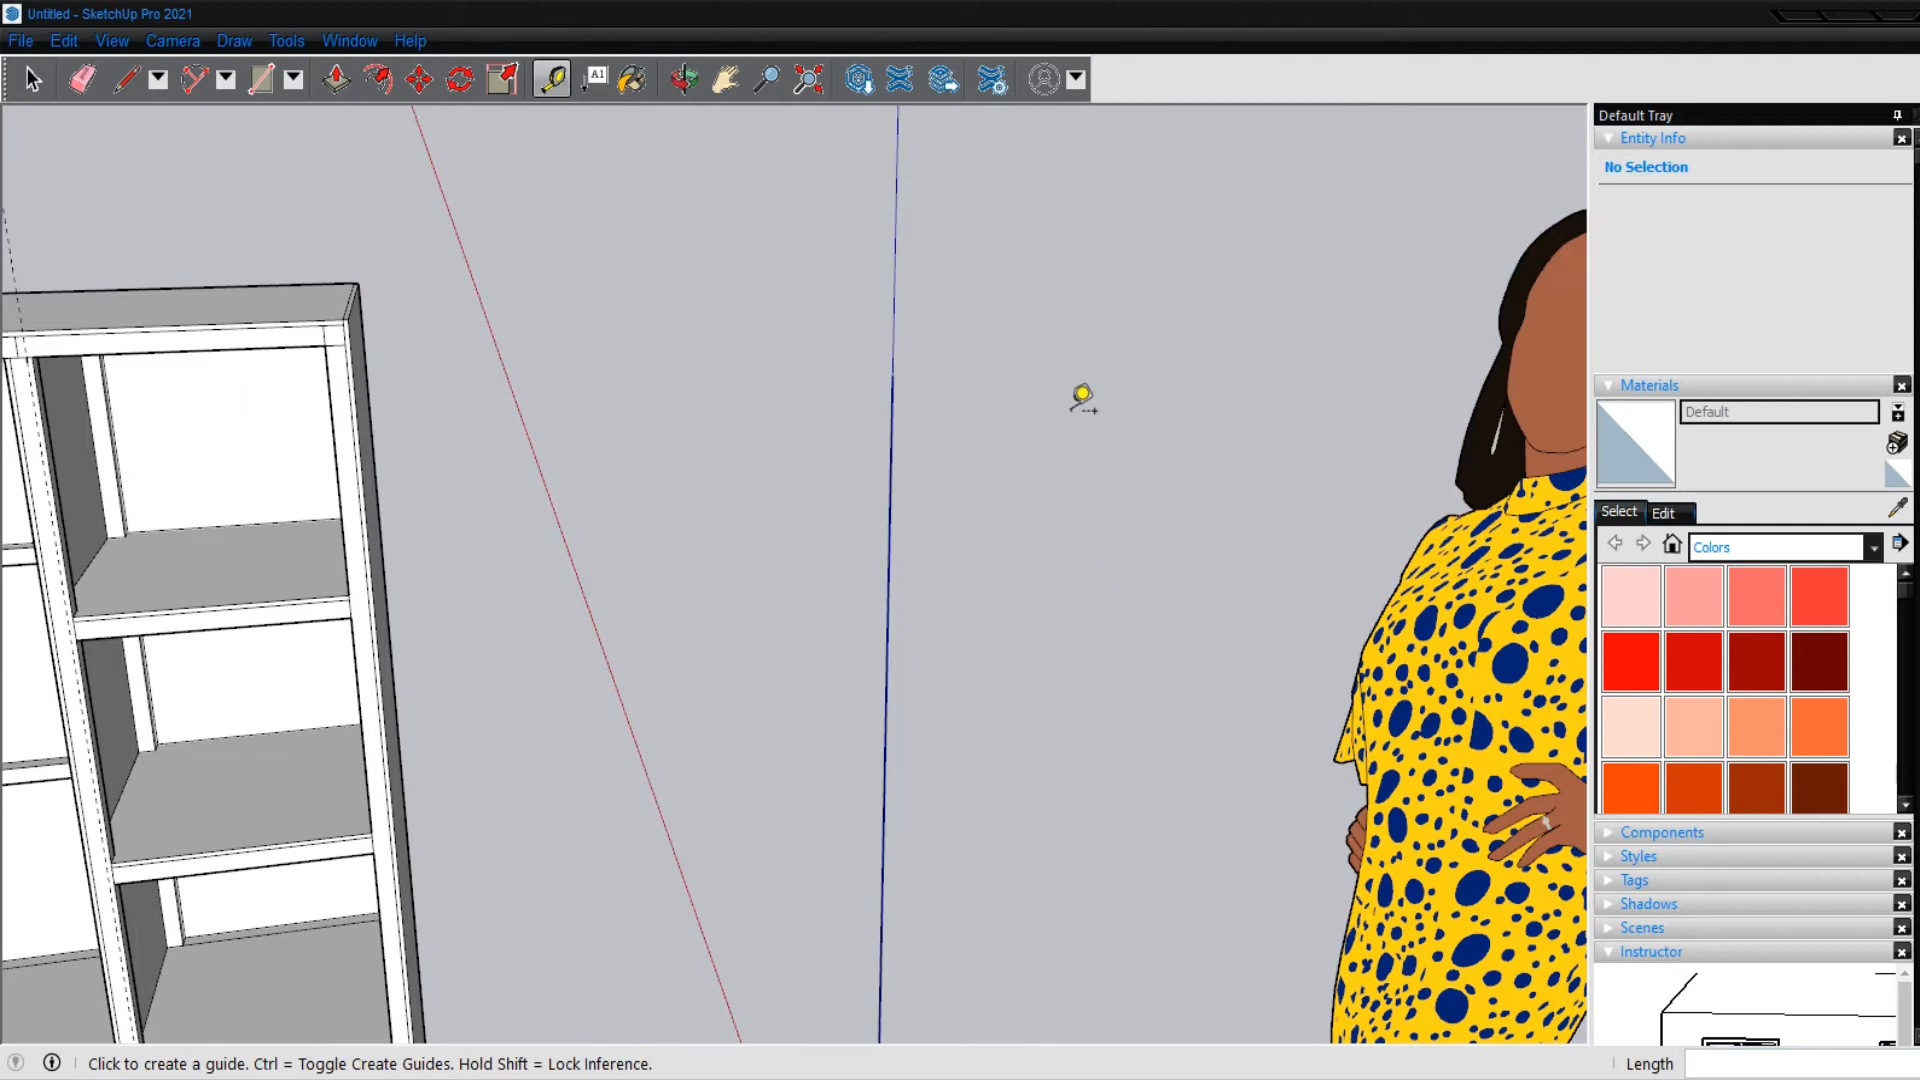 Untitled - SketchUp Pro 2021
File Edit View Camera Draw Tools Window Help
A1
Default Tray
Entity Info
No Selection
Materials
Default
Select Edit
Colors
Components
Styles
Tags
Shadows
Scenes
Instructor
Click to create a guide. Ctrl = Toggle Create Guides. Hold Shift = Lock Inference.
Length